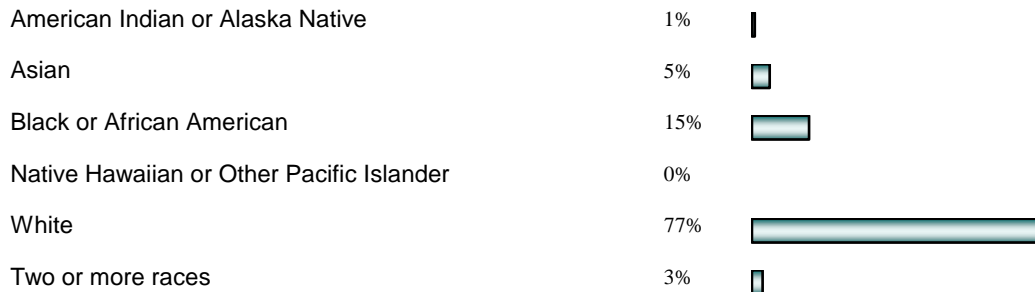 American Indian or Alaska Native 1%
Asian 5%
Black or African American 15%
Native Hawaiian or Other Pacific Islander 0%
White 77%
Two or more races 3%